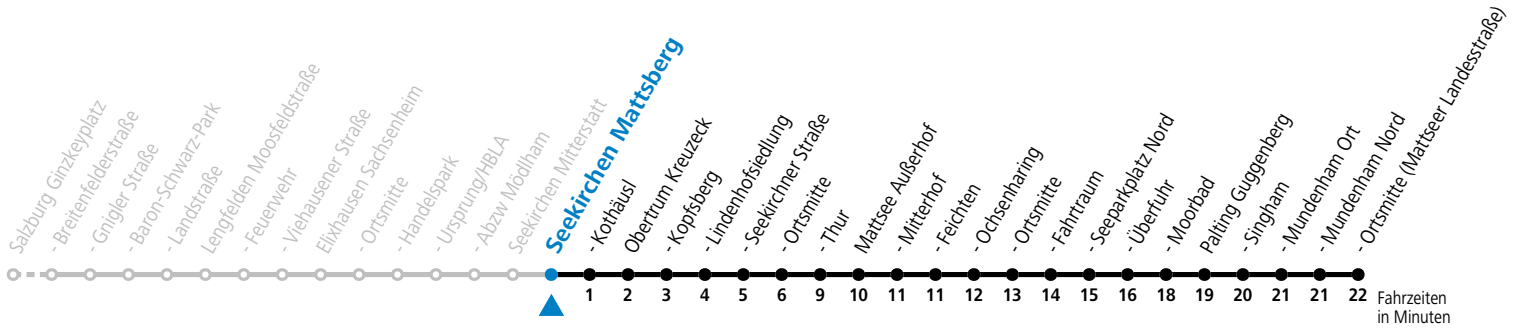 Salzburg Ginzkeyplatz
- Breitenfelderstraße
- Gnigler Straße
- Baron-Schwarz-Park
- Landstraße
Lengfelden Moosfeldstraße
- Feuerwehr
- Viehausener Straße
Elixhausen Sachsenheim
- Ortsmitte
- Handelspark
- Ursprung/HBLA
- Abzw Mödlham
Seekirchen Mitterstatt
Seekirchen Mattsberg
- Kothäusl
Obertrum Kreuzeck
- Kopfsberg
- Lindenhofsiedlung
- Seekirchner Straße
- Ortsmitte
- Thur
Mattsee Außerhof
- Mitterhof
- Feichten
- Ochsenharing
- Ortsmitte
- Fahrtraum
- Seeparkplatz Nord
- Überfuhr
- Moorbad
Palting Guggenberg
- Singham
- Mundenham Ort
- Mundenham Nord
- Ortsmitte (Mattseer Landesstraße)
1 2 3 4 5 6 9 10 11 11 12 13 14 15 16 18 19 20 21 21 22
Fahrzeiten
in Minuten